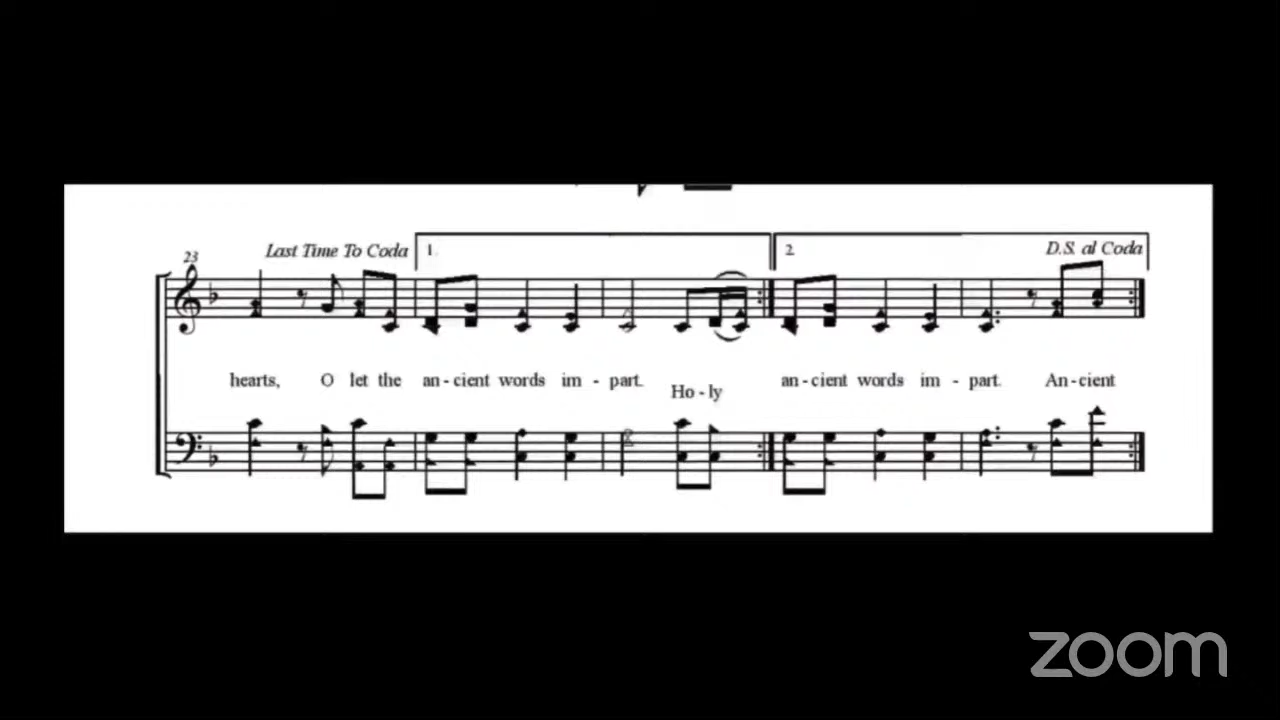 23
Last Time To Coda
1.
2
D.S. al Coda
hearts, O let the an - cient words im - part. an - cient words im - part. An - cient
Ho - ly
zoom